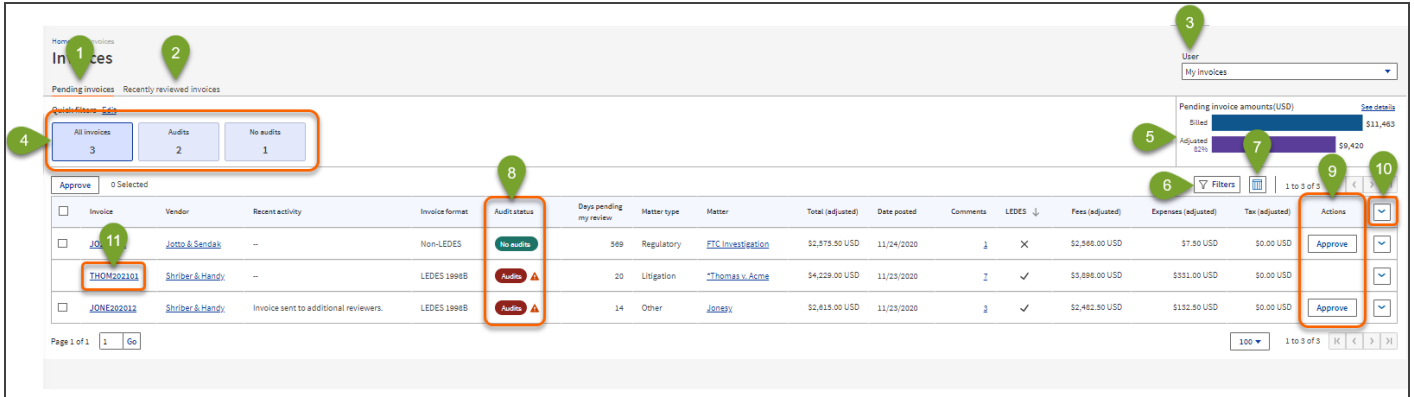 Home Invoices
1
2
3
User
My invoices
Pending invoices Recently reviewed invoices
Quick filters Edit
4
All invoices
3
Audits
2
No audits
1
Pending invoice amounts(USD) See details
Billed $11,463
5
Adjusted 82% $9,420
7
8
9
10
6
Approve 0 Selected
Filters 1 to 3 of 3
Invoice Vendor Recent activity Invoice format Audit status Days pending my review Matter type Matter Total (adjusted) Date posted Comments LEDES ↓ Fees (adjusted) Expenses (adjusted) Tax (adjusted) Actions
11
Jotto & Sendak -- Non-LEDES No audits 569 Regulatory FTC Investigation $2,575.50 USD 11/24/2020 1 $2,568.00 USD $7.50 USD $0.00 USD Approve
THOM202101 Shriber & Handy -- LEDES 1998B Audits 20 Litigation *Thomas v. Acme $4,229.00 USD 11/23/2020 7 $3,898.00 USD $331.00 USD $0.00 USD
JONE202012 Shriber & Handy Invoice sent to additional reviewers. LEDES 1998B Audits 14 Other Jonesy $2,615.00 USD 11/23/2020 3 $2,482.50 USD $132.50 USD $0.00 USD Approve
Page 1 of 1 1 Go 100 1 to 3 of 3